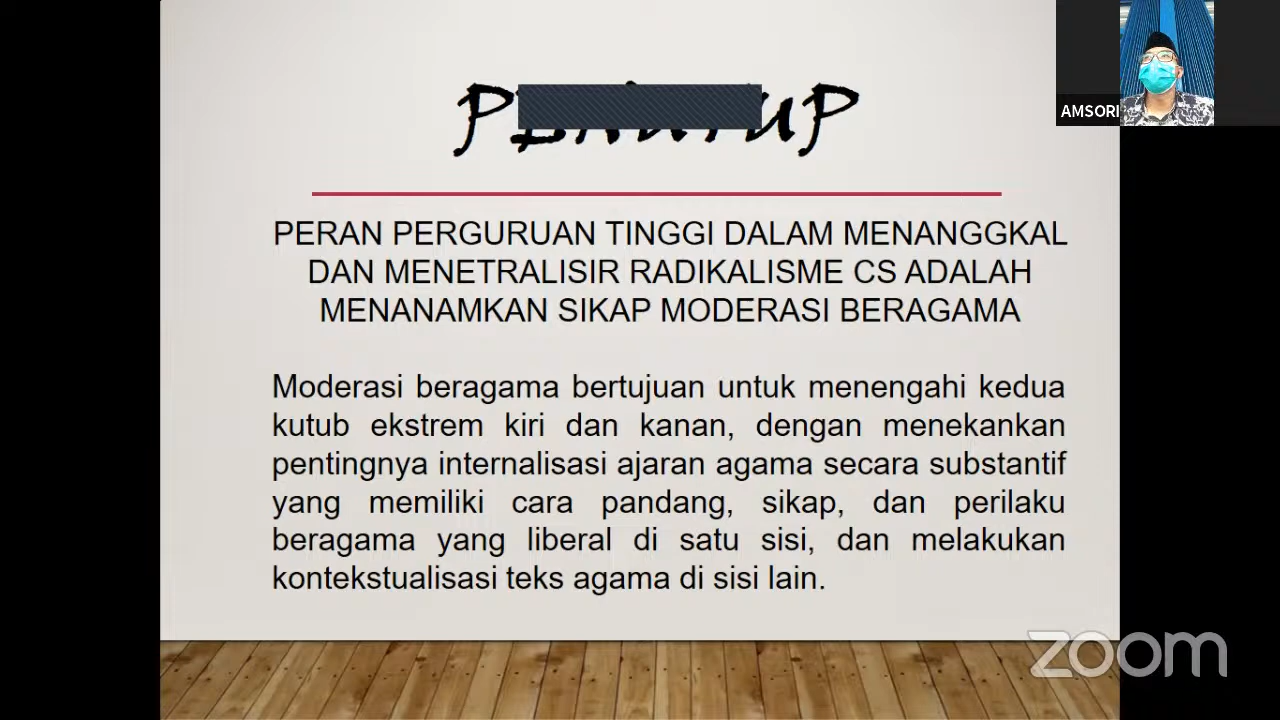 PENUTUP
AMSORI
PERAN PERGURUAN TINGGI DALAM MENANGGKAL
DAN MENETRALISIR RADIKALISME CS ADALAH
MENANAMKAN SIKAP MODERASI BERAGAMA
Moderasi beragama bertujuan untuk menengahi kedua
kutub ekstrem kiri dan kanan, dengan menekankan
pentingnya internalisasi ajaran agama secara substantif
yang memiliki cara pandang, sikap, dan perilaku
beragama yang liberal di satu sisi, dan melakukan
kontekstualisasi teks agama di sisi lain.
zoom